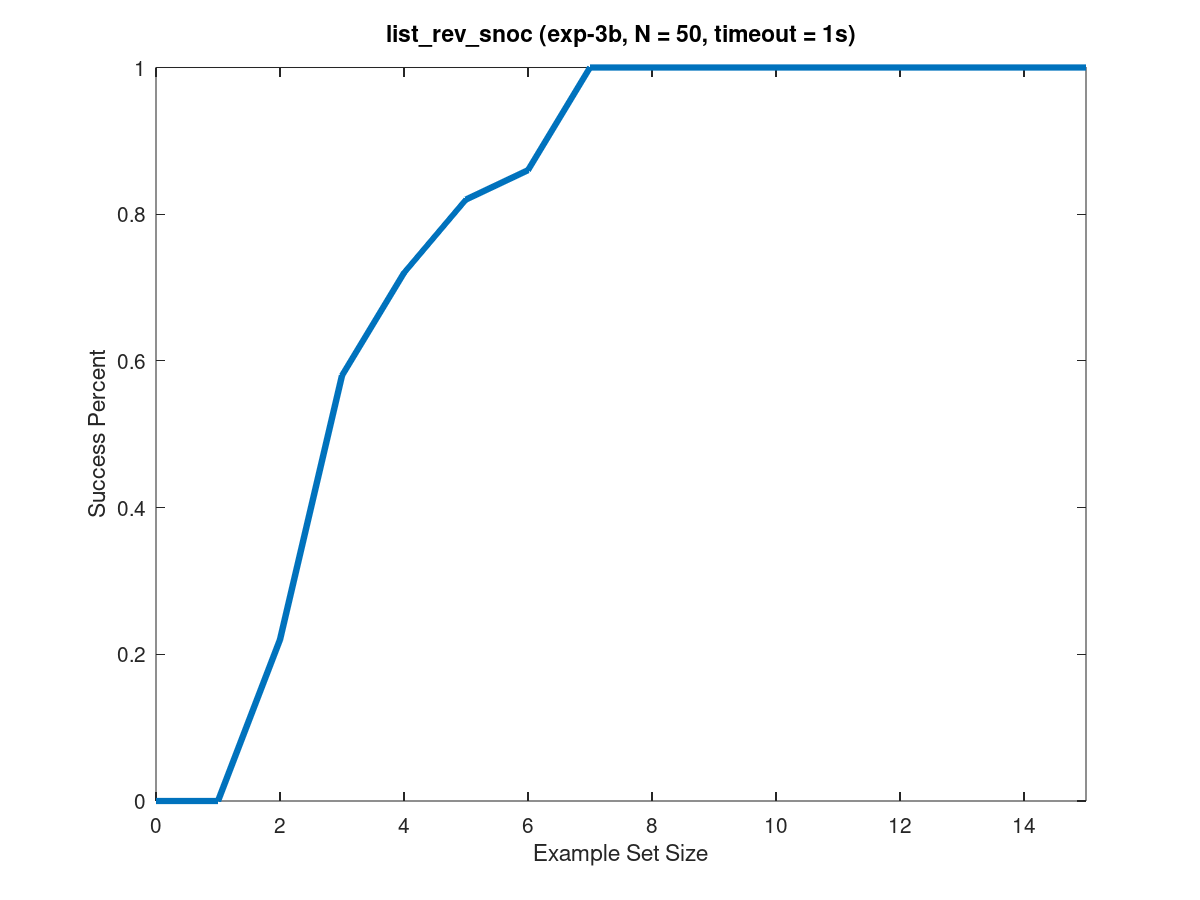 list_rev_snoc (exp-3b, N = 50, timeout = 1s)
1
0.8
0.6
0.4
0.2
0
Success Percent
0 2 4 6 8 10 12 14
Example Set Size